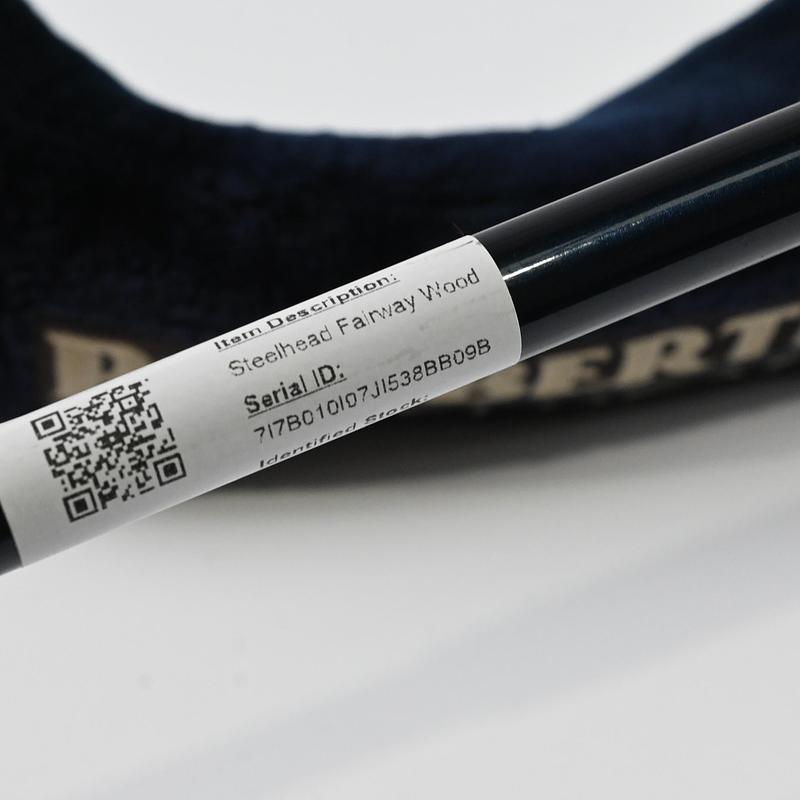 Item Description:
Steelhead Fairway Wood
Serial ID:
7I7B010I07JI538BB09B
Identified Stock: